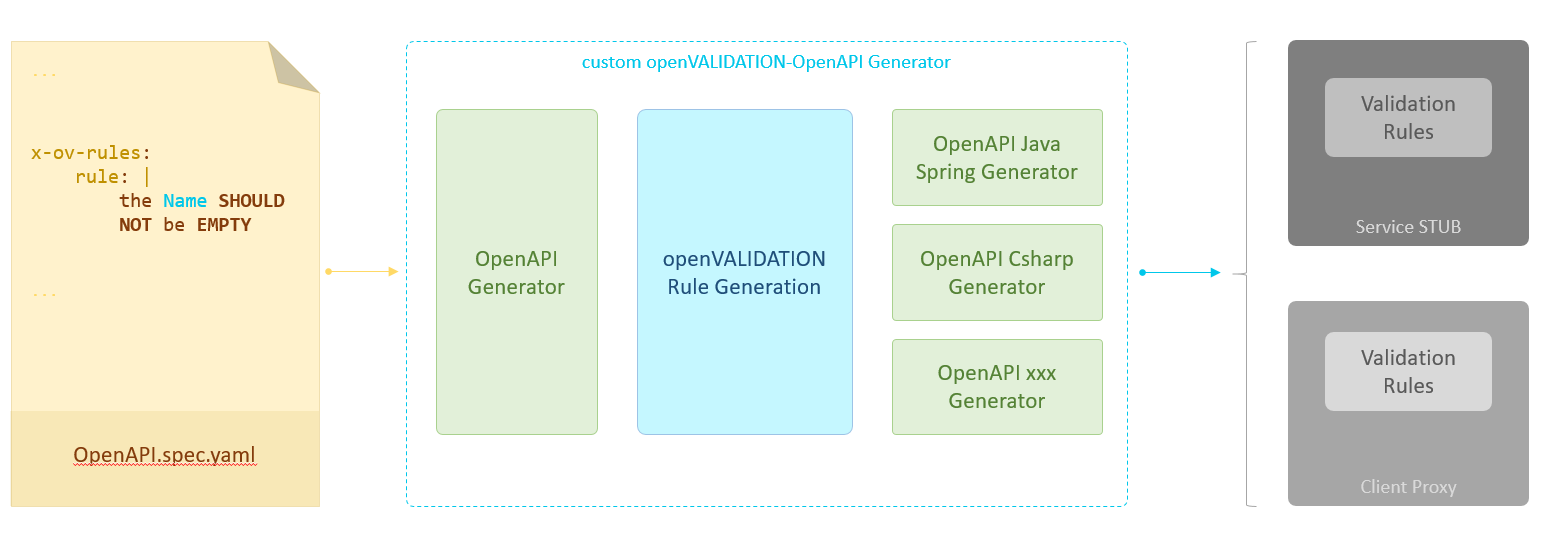 ...
x-ov-rules:
rule: |
the Name SHOULD
NOT be EMPTY
...
OpenAPI.spec.yaml
custom openVALIDATION-OpenAPI Generator
OpenAPI
Generator
openVALIDATION
Rule Generation
OpenAPI Java
Spring Generator
OpenAPI Csharp
Generator
OpenAPI xxx
Generator
Validation
Rules
Service STUB
Validation
Rules
Client Proxy